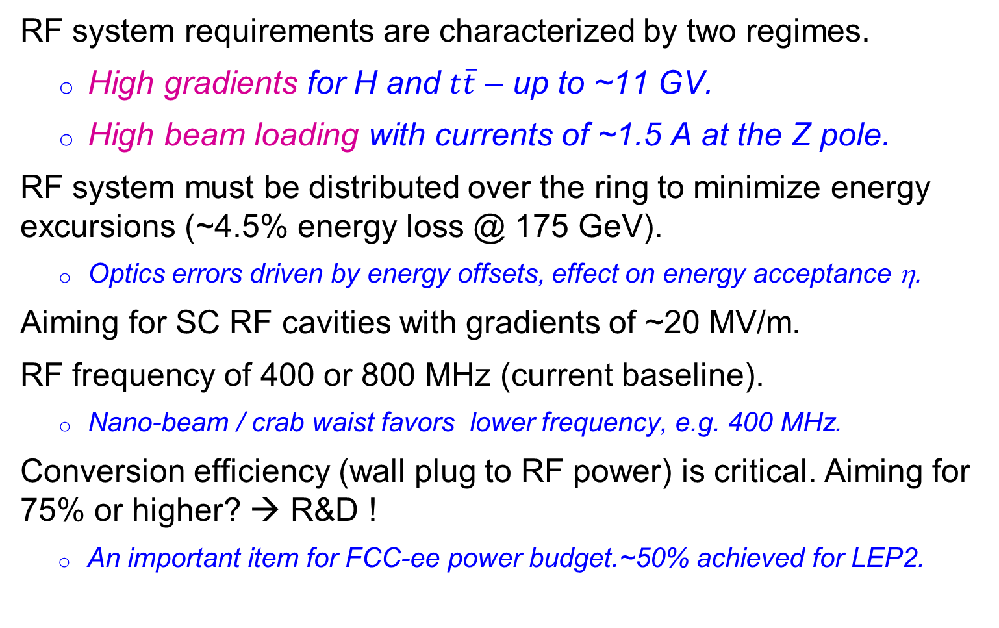 RF system requirements are characterized by two regimes.
o High gradients for H and tt̄ – up to ~11 GV.
o High beam loading with currents of ~1.5 A at the Z pole.
RF system must be distributed over the ring to minimize energy
excursions (~4.5% energy loss @ 175 GeV).
o Optics errors driven by energy offsets, effect on energy acceptance η.
Aiming for SC RF cavities with gradients of ~20 MV/m.
RF frequency of 400 or 800 MHz (current baseline).
o Nano-beam / crab waist favors  lower frequency, e.g. 400 MHz.
Conversion efficiency (wall plug to RF power) is critical. Aiming for
75% or higher? → R&D !
o An important item for FCC-ee power budget.~50% achieved for LEP2.